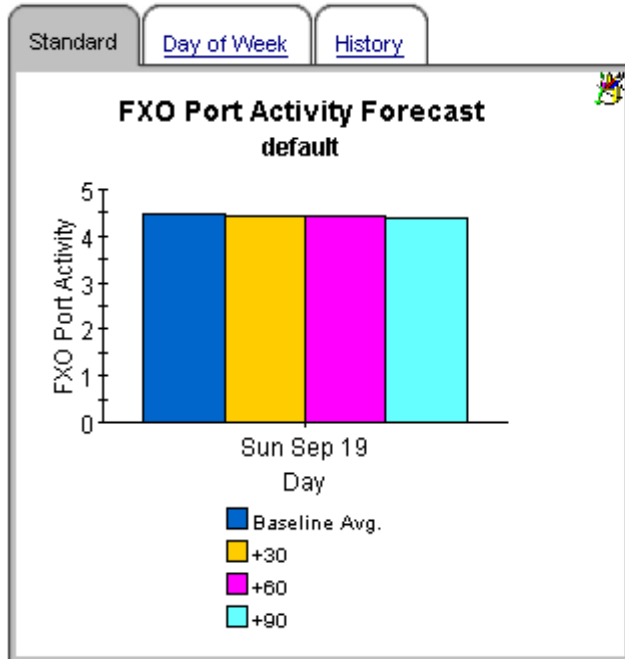 Standard Day of Week History
FXO Port Activity Forecast
default
FXO Port Activity
5
4
3
2
1
0
Sun Sep 19
Day
Baseline Avg.
+30
+60
+90